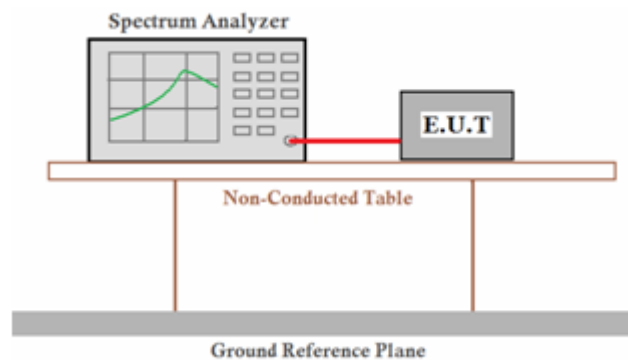 Spectrum Analyzer
E.U.T
Non-Conducted Table
Ground Reference Plane